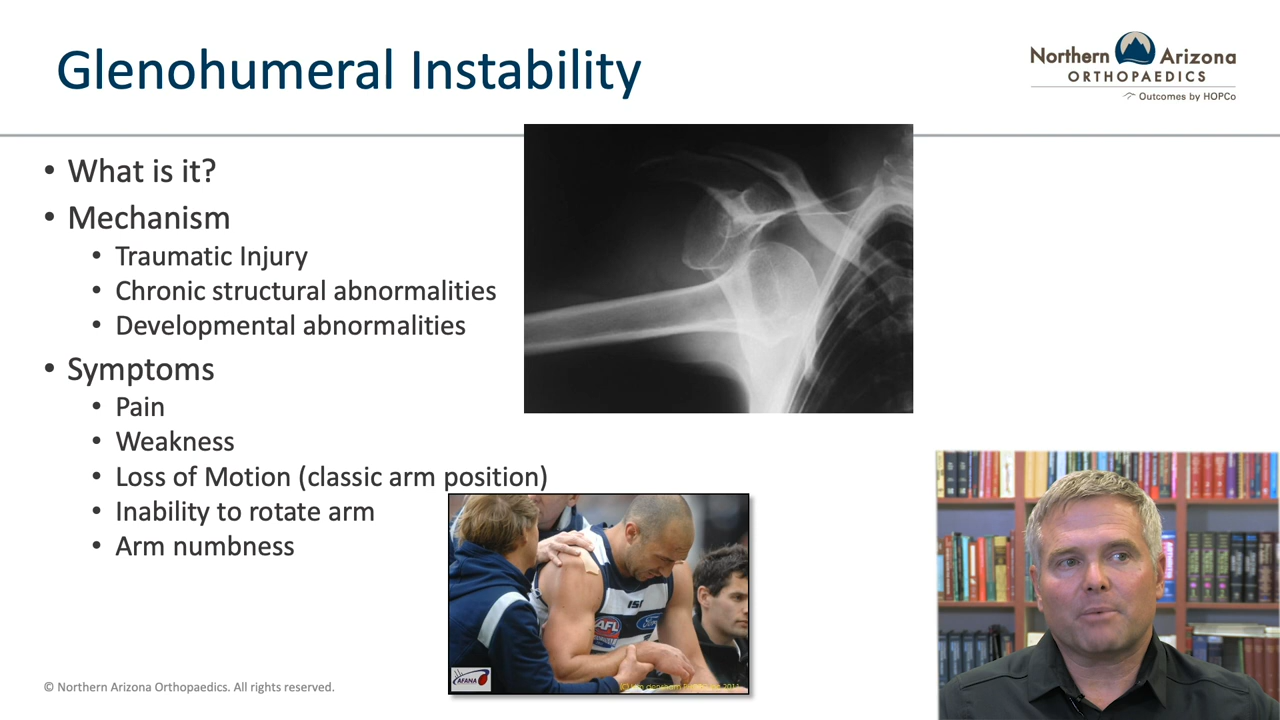 Glenohumeral Instability
Northern Arizona
ORTHOPAEDICS
Outcomes by HOPCo
• What is it?
• Mechanism
• Traumatic Injury
• Chronic structural abnormalities
• Developmental abnormalities
• Symptoms
• Pain
• Weakness
• Loss of Motion (classic arm position)
• Inability to rotate arm
• Arm numbness
ISC
AFL
Ford
AFANA
© Northern Arizona Orthopaedics. All rights reserved.